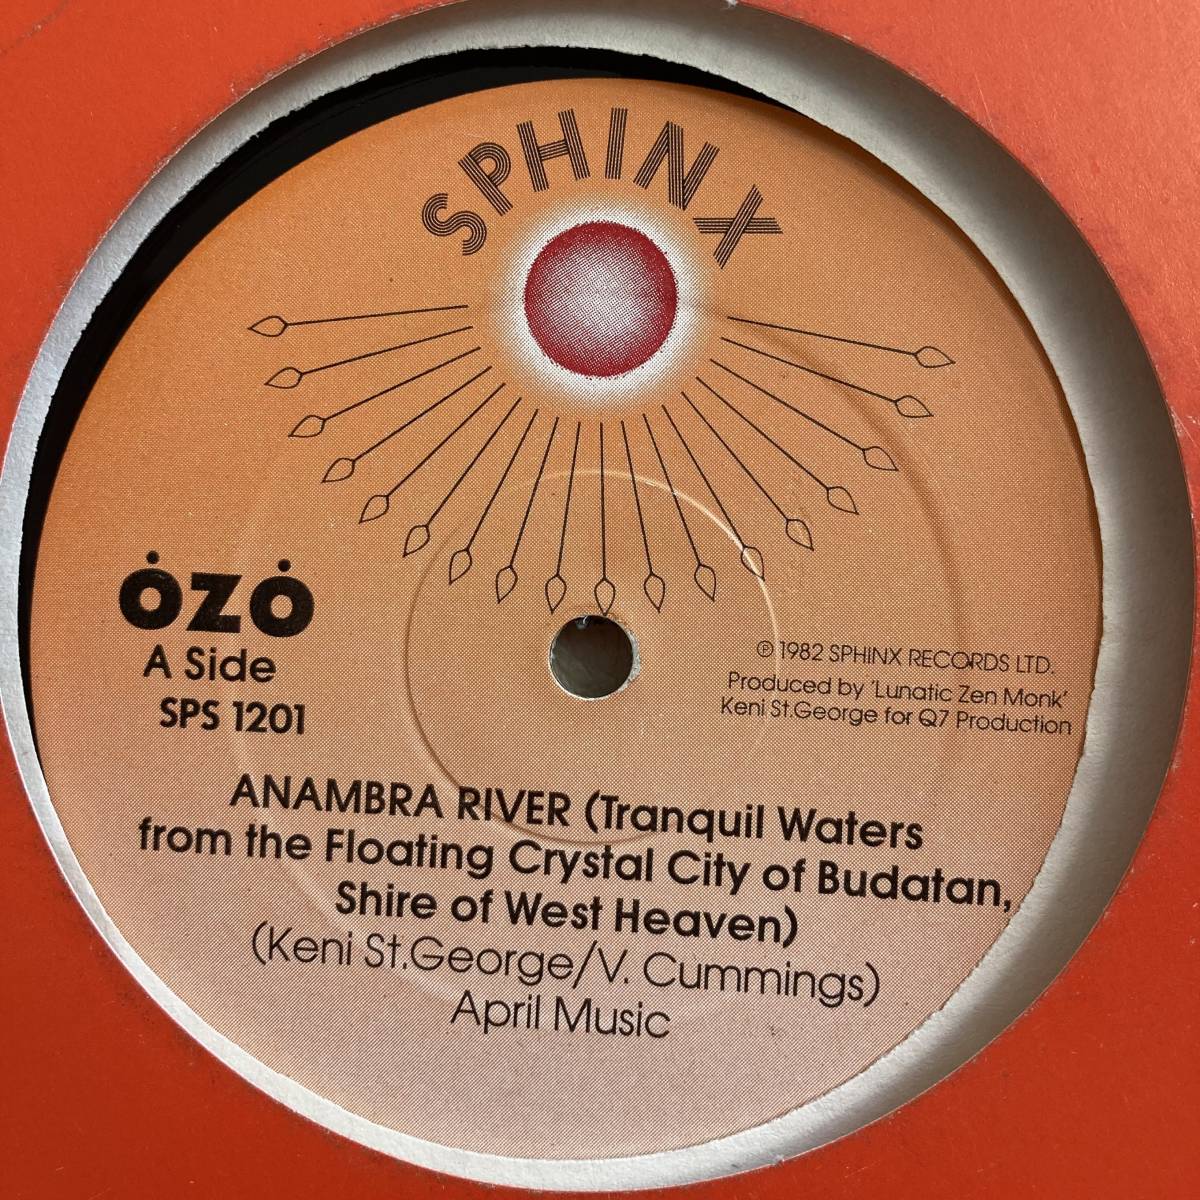 SPHINX
ȮZȮ
A Side
SPS 1201
℗ 1982 SPHINX RECORDS LTD.
Produced by 'Lunatic Zen Monk'
Keni St.George for Q7 Production
ANAMBRA RIVER (Tranquil Waters
from the Floating Crystal City of Budatan,
Shire of West Heaven)
(Keni St.George/V. Cummings)
April Music